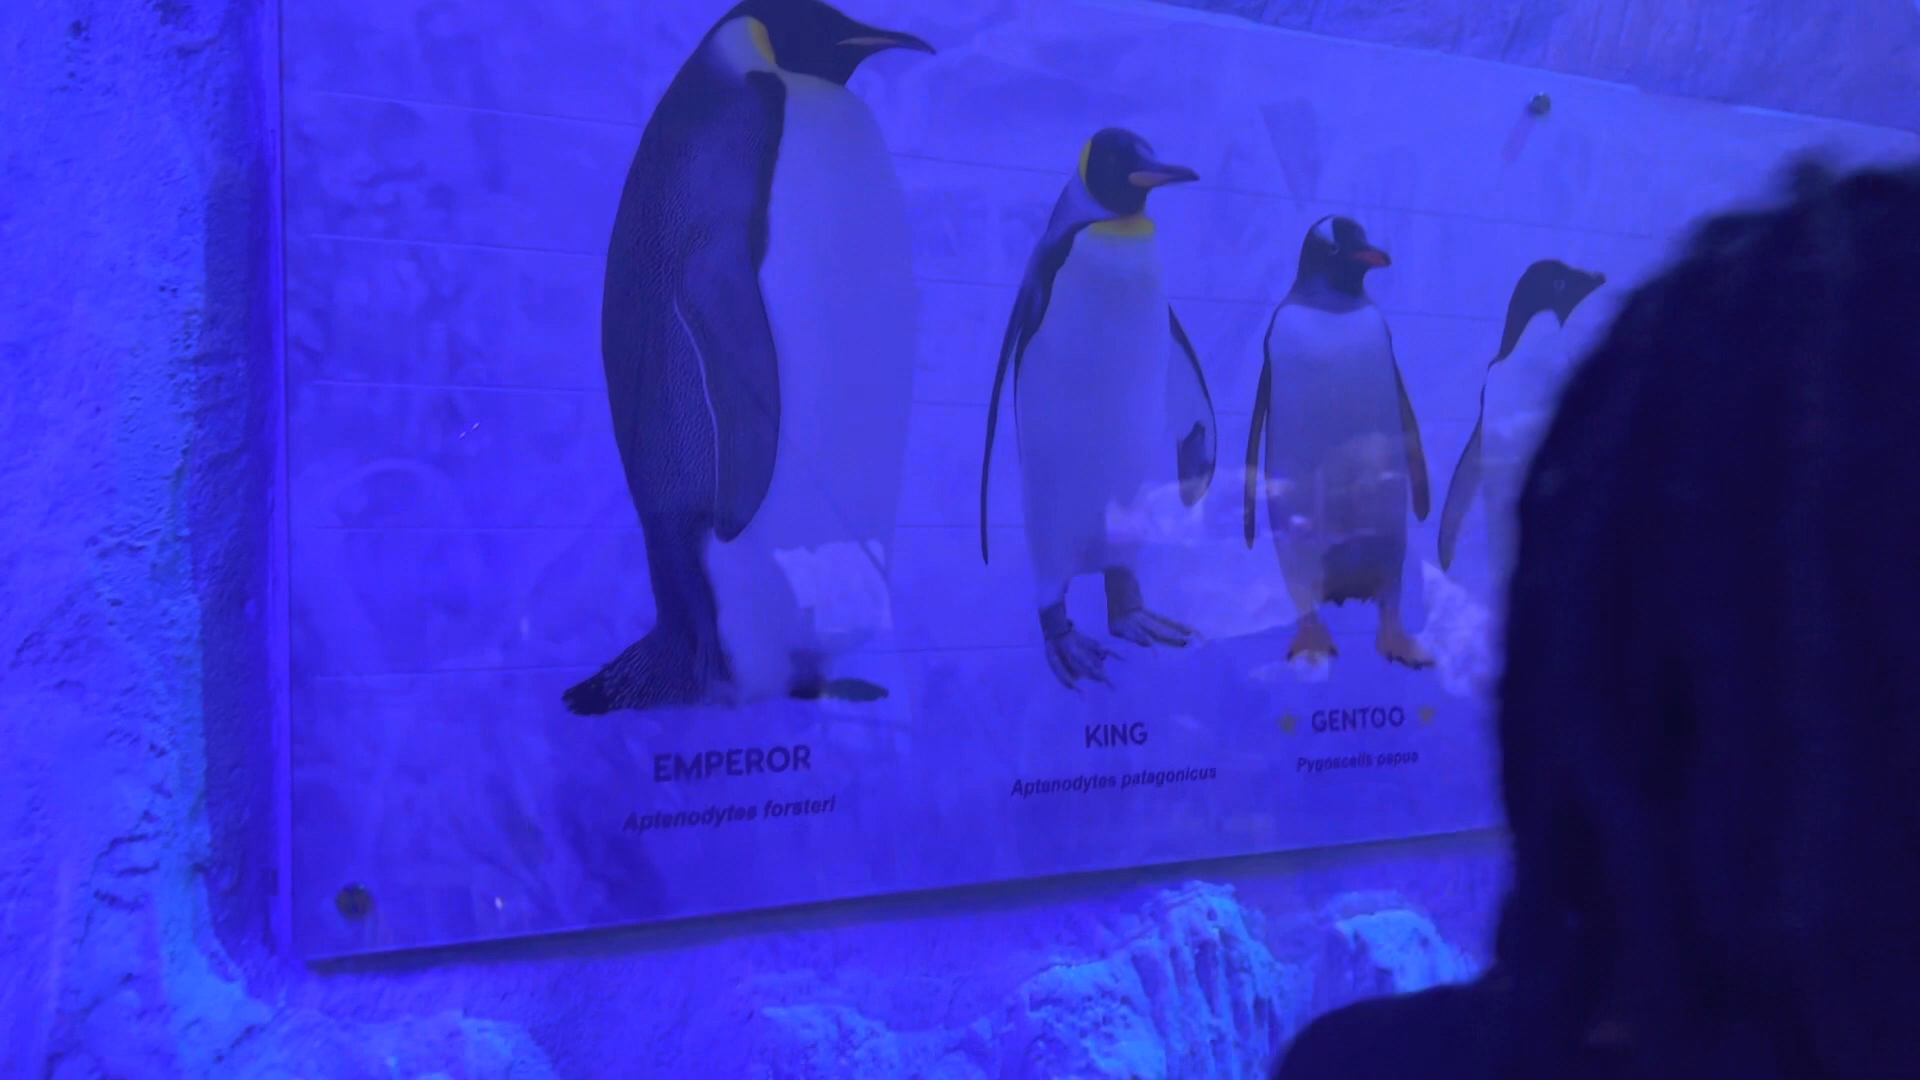 EMPEROR
Aptenodytes forsteri
KING
Aptenodytes patagonicus
GENTOO
Pygoscelis papua